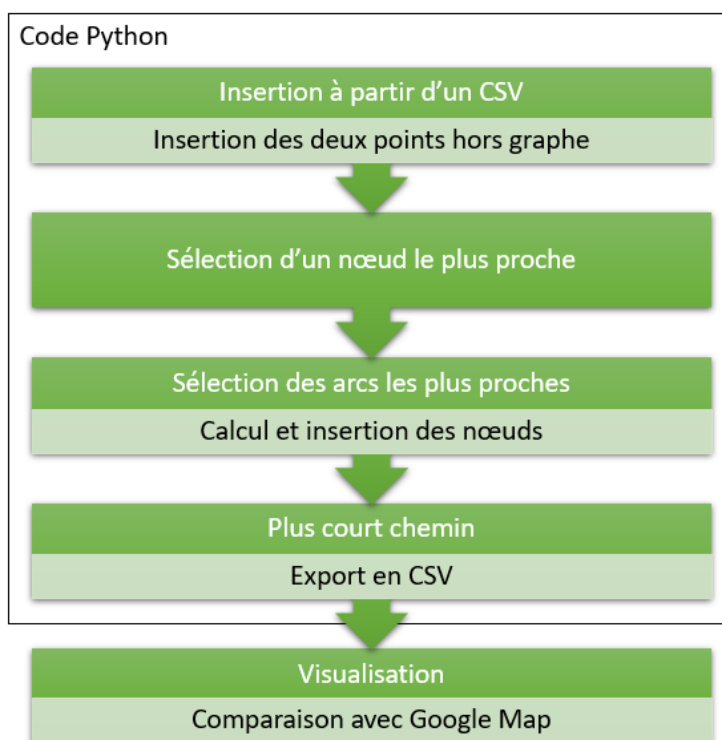 Code Python
Insertion à partir d'un CSV
Insertion des deux points hors graphe
Sélection d'un nœud le plus proche
Sélection des arcs les plus proches
Calcul et insertion des nœuds
Plus court chemin
Export en CSV
Visualisation
Comparaison avec Google Map